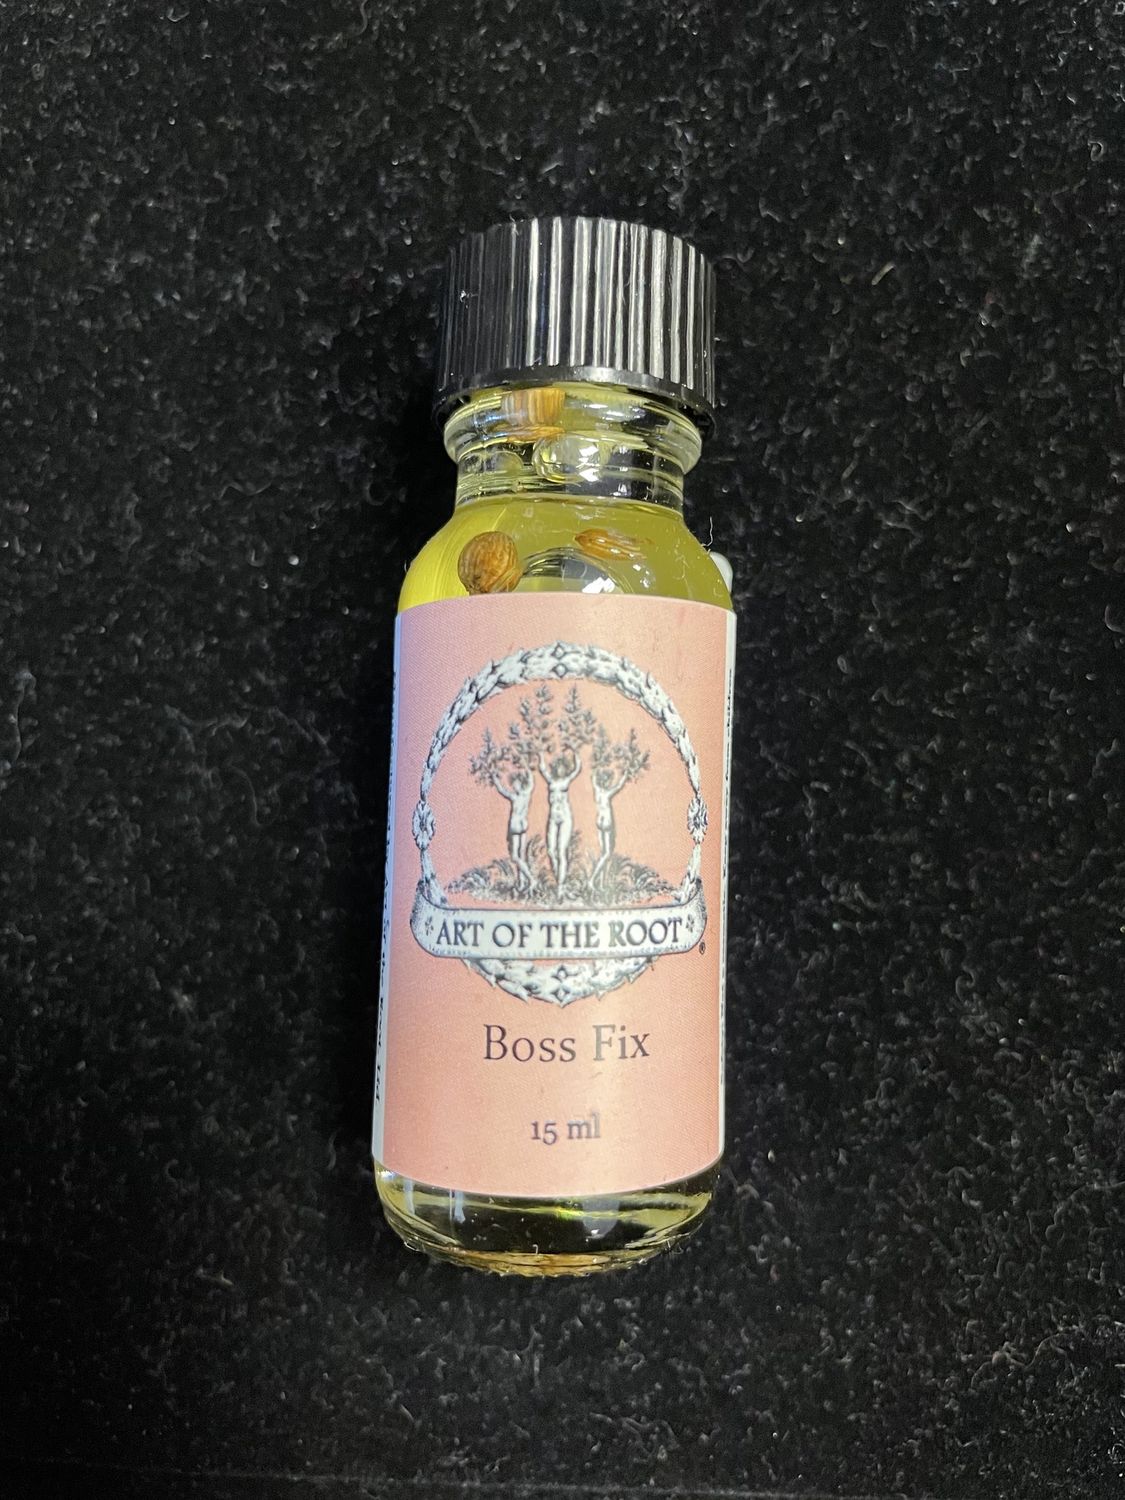 ART OF THE ROOT
®
Boss Fix
15 ml